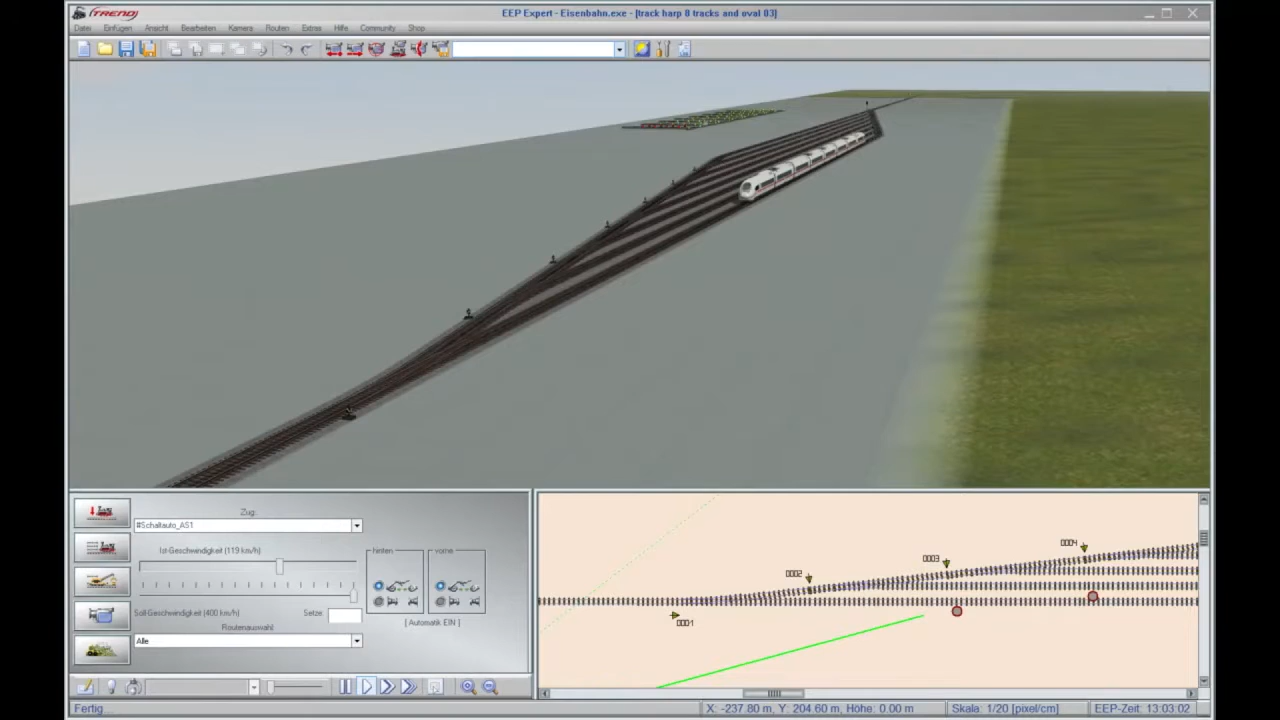 TREND
EEP Expert - Eisenbahn.exe - [track harp 8 tracks and oval 03]
Datei Einfügen Ansicht Bearbeiten Kamera Routen Extras Hilfe Community Shop
Zug:
#Schaltauto_AS1
Ist-Geschwindigkeit (119 km/h)
hinten
vorne
Soll-Geschwindigkeit (400 km/h)
Setze:
[ Automatik EIN ]
Routenauswahl
Alle
0004
0003
0002
0001
Fertig...
X: -237.80 m, Y: 204.60 m, Höhe: 0.00 m
Skala: 1/20 [pixel/cm]
EEP-Zeit: 13:03:02